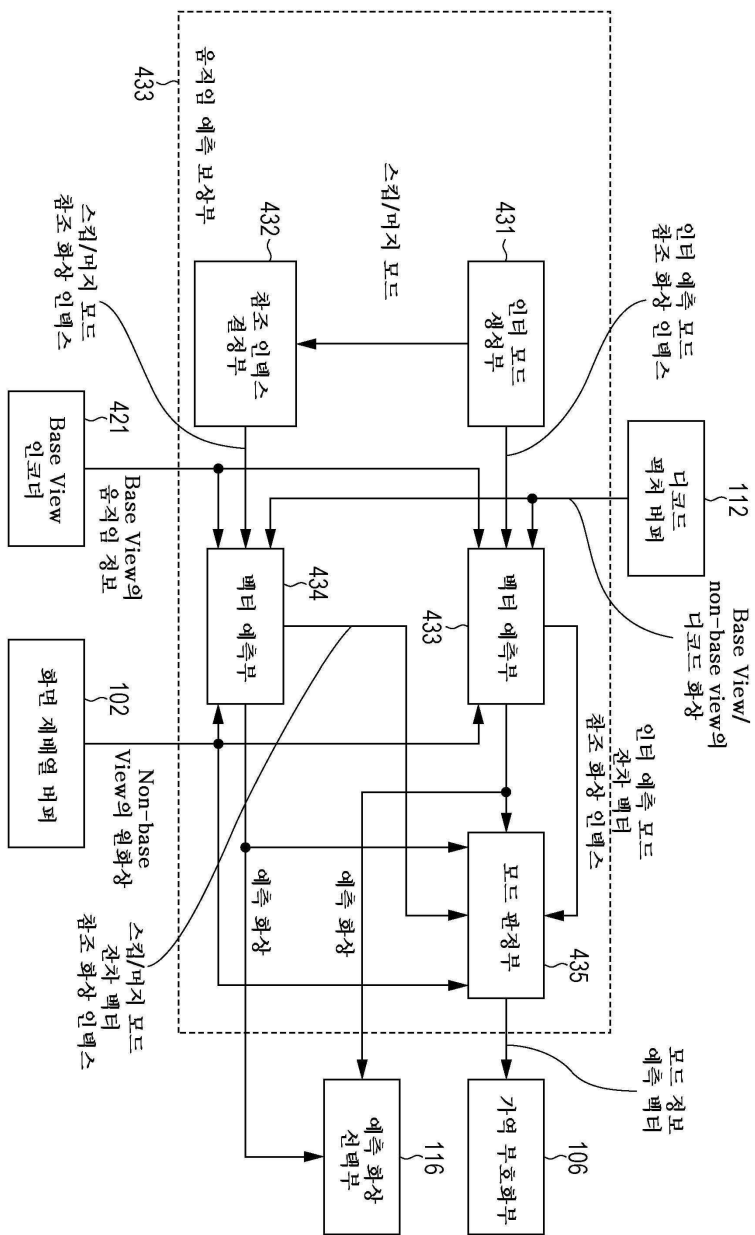 112
디코드
픽처 버퍼
Base View/
non-base view의
디코드 화상
인터 예측 모드
참조 화상 인덱스
인터 예측 모드
잔차 벡터
참조 화상 인덱스
모드 정보
예측 벡터
431
인터 모드
생성부
433
벡터 예측부
435
모드 판정부
106
가역 부호화부
스킵/머지 모드
예측 화상
116
예측 화상
선택부
432
참조 인덱스
결정부
434
벡터 예측부
예측 화상
움직임 예측 보상부
433
스킵/머지 모드
참조 화상 인덱스
Base View의
움직임 정보
Non-base
View의 원화상
스킵/머지 모드
잔차 벡터
참조 화상 인덱스
421
Base View
인코더
102
화면 재배열 버퍼